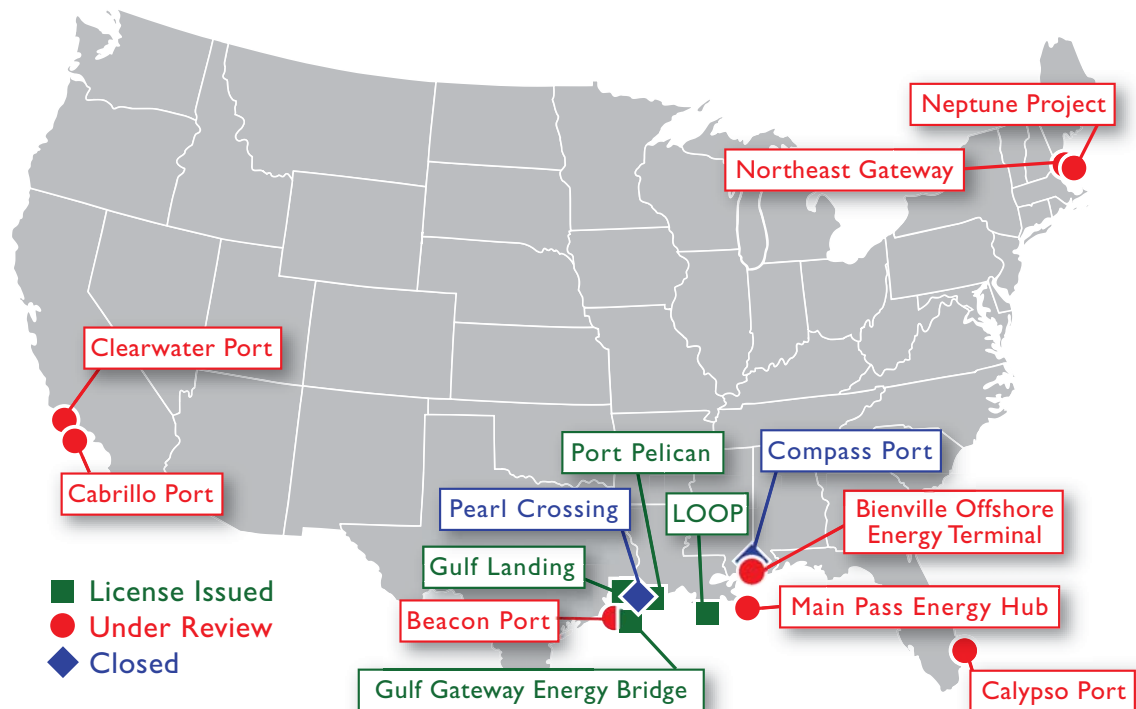 Neptune Project
Northeast Gateway
Clearwater Port
Cabrillo Port
Port Pelican
Compass Port
Pearl Crossing
LOOP
Bienville Offshore
Energy Terminal
Gulf Landing
Beacon Port
Main Pass Energy Hub
Gulf Gateway Energy Bridge
Calypso Port
License Issued
Under Review
Closed